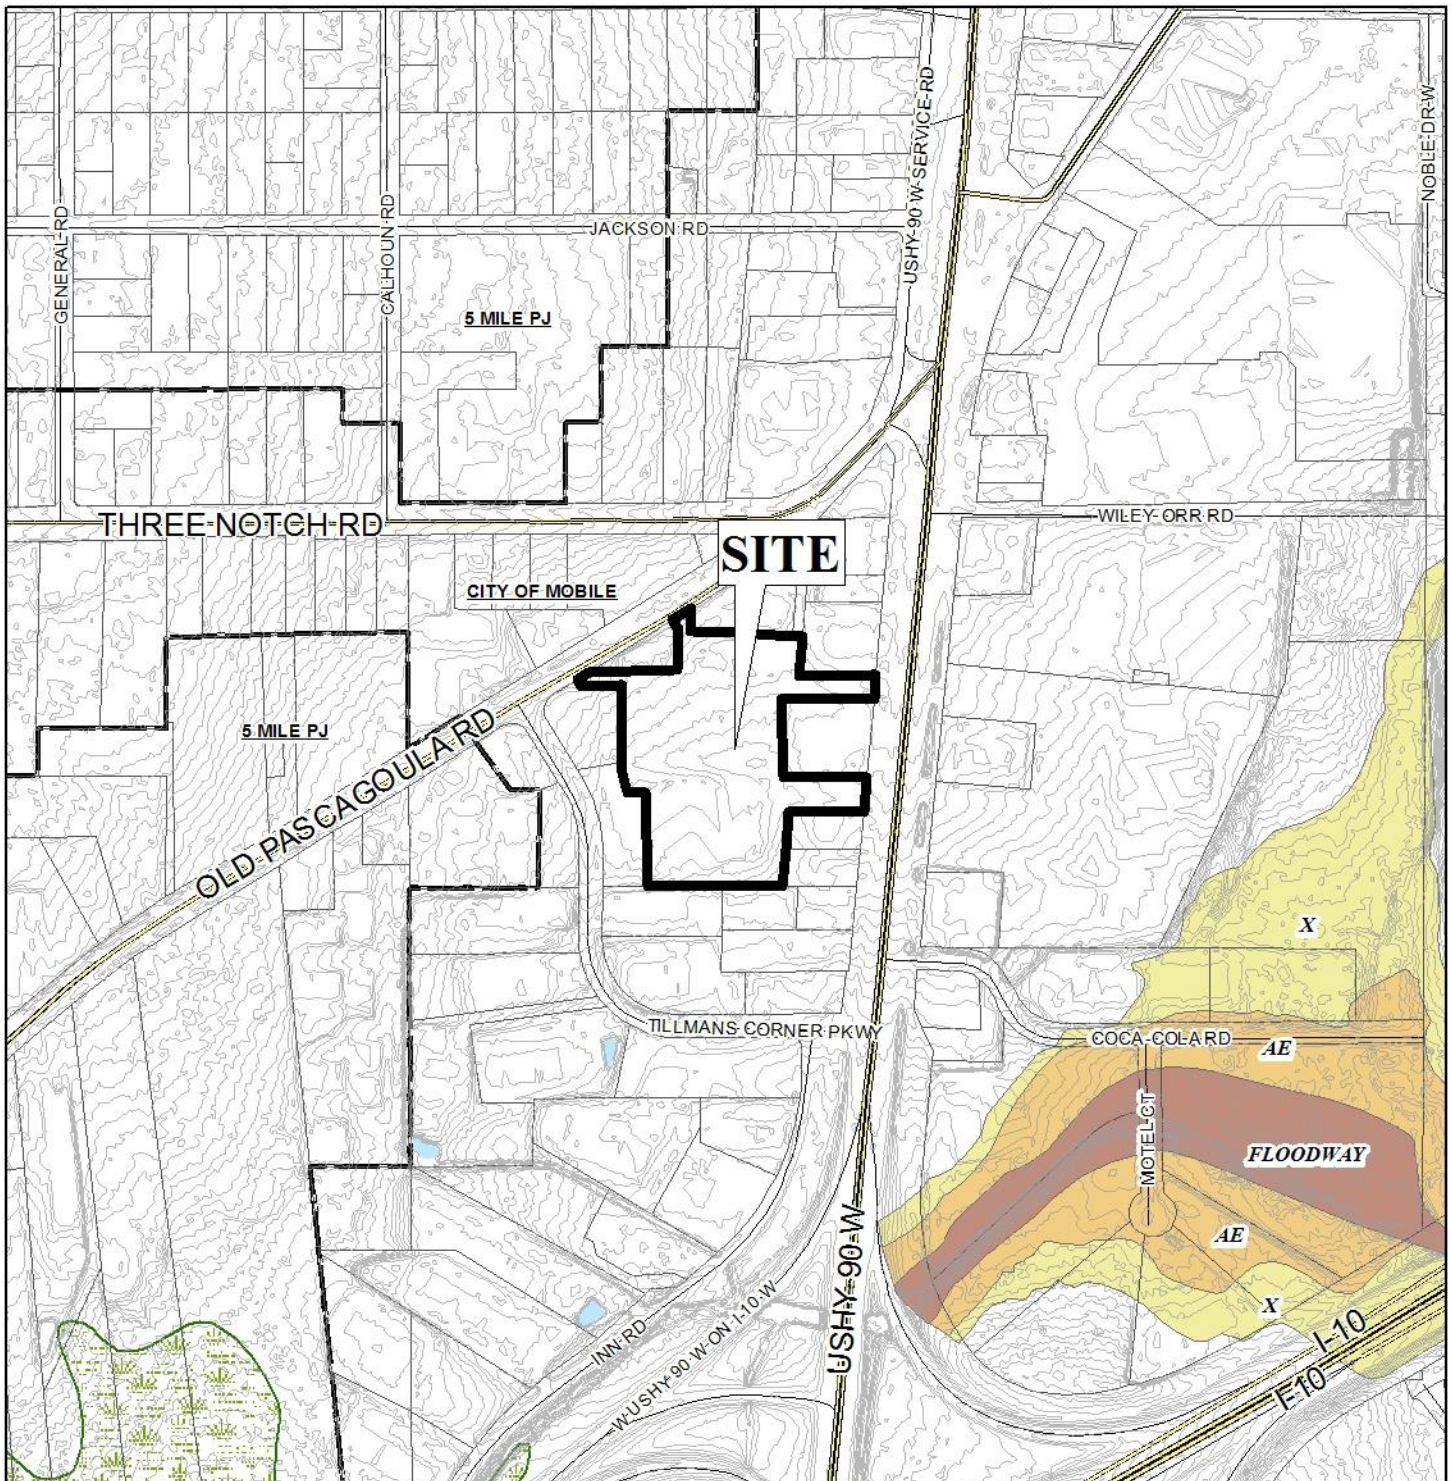 USHY 90 W SERVICE RD
NOBLE DR W
GENERAL RD
CALHOUN RD
JACKSON RD
5 MILE PJ
THREE NOTCH RD
WILEY ORR RD
SITE
CITY OF MOBILE
5 MILE PJ
OLD PASCAGOULA RD
X
TILLMANS CORNER PKWY
COCA COLA RD
AE
MOTEL CT
FLOODWAY
AE
USHY 90 W
X
INN RD
W USHY 90 W ON I-10 W
I-10
I-10